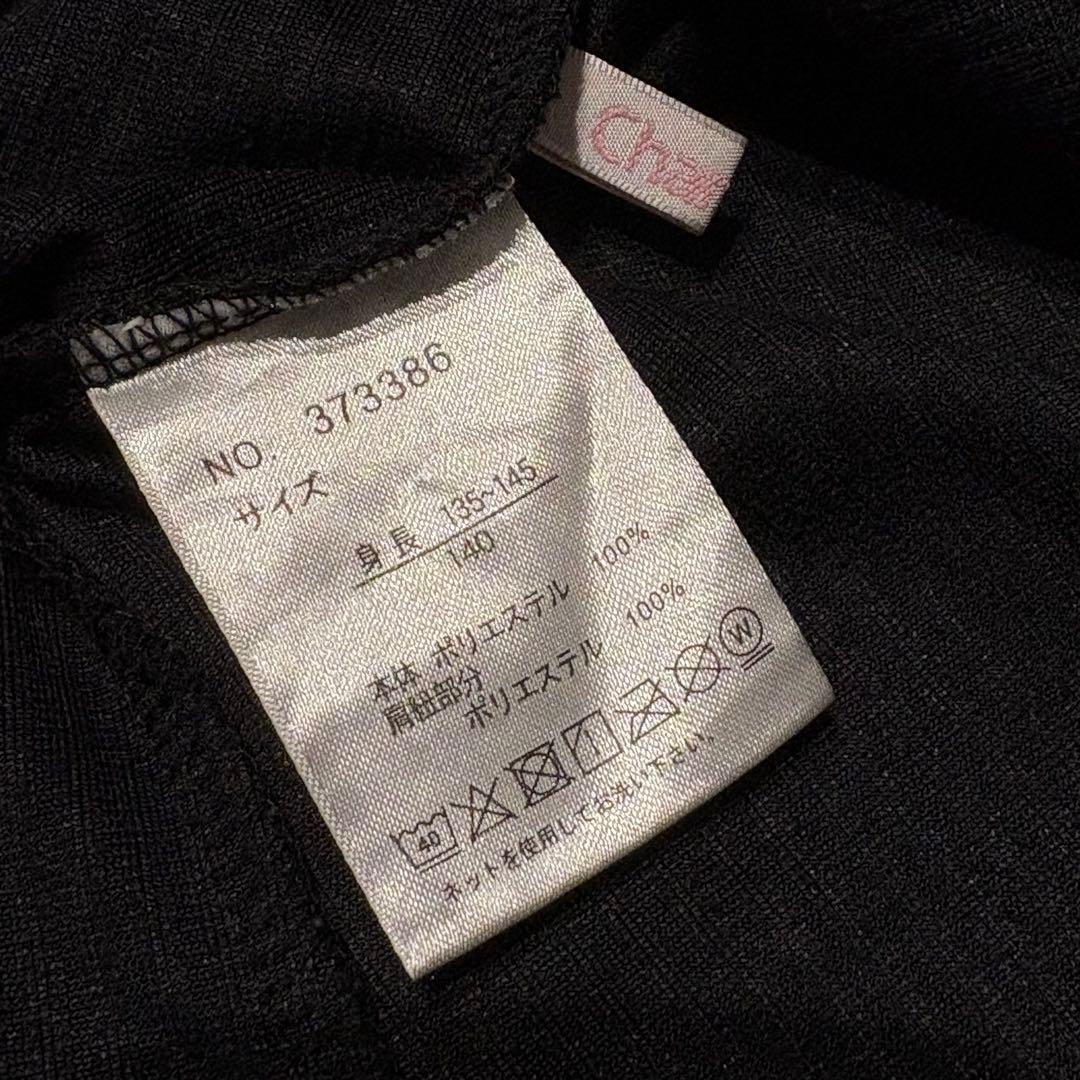 NO. 373386
サイズ
身長 135~145
140
本体 ポリエステル 100%
肩紐部分
ポリエステル 100%
40
W
ネットを使用してお洗い下さい。